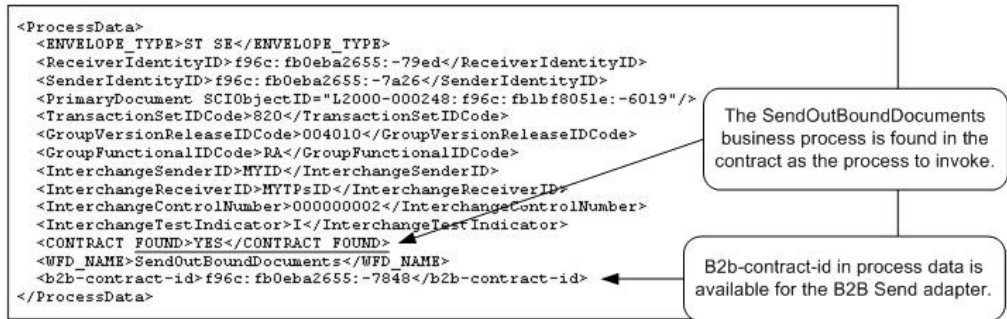 <ProcessData>
<ENVELOPE_TYPE>ST SE</ENVELOPE_TYPE>
<ReceiverIdentityID>f96c:fb0eba2655:-79ed</ReceiverIdentityID>
<SenderIdentityID>f96c:fb0eba2655:-7a26</SenderIdentityID>
<PrimaryDocument SCIObjectID="L2000-000248:f96c:fb1bf8051e:-6019"/>
<TransactionSetIDCode>820</TransactionSetIDCode>
<GroupVersionReleaseIDCode>004010</GroupVersionReleaseIDCode>
<GroupFunctionalIDCode>RA</GroupFunctionalIDCode>
<InterchangeSenderID>MYID</InterchangeSenderID>
<InterchangeReceiverID>MYTPsID</InterchangeReceiverID>
<InterchangeControlNumber>000000002</InterchangeControlNumber>
<InterchangeTestIndicator>I</InterchangeTestIndicator>
<CONTRACT_FOUND>YES</CONTRACT_FOUND>
<WFD_NAME>SendOutBoundDocuments</WFD_NAME>
<b2b-contract-id>f96c:fb0eba2655:-7848</b2b-contract-id>
</ProcessData>
The SendOutBoundDocuments
business process is found in the
contract as the process to invoke.
B2b-contract-id in process data is
available for the B2B Send adapter.